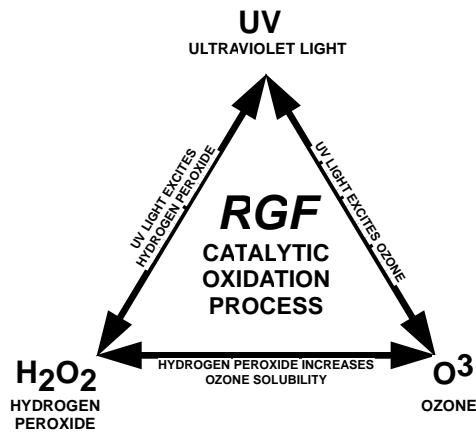 UV
ULTRAVIOLET LIGHT
UV LIGHT EXCITES
HYDROGEN PEROXIDE
UV LIGHT EXCITES OZONE
RGF
CATALYTIC
OXIDATION
PROCESS
H₂O₂
HYDROGEN
PEROXIDE
HYDROGEN PEROXIDE INCREASES
OZONE SOLUBILITY
O³
OZONE